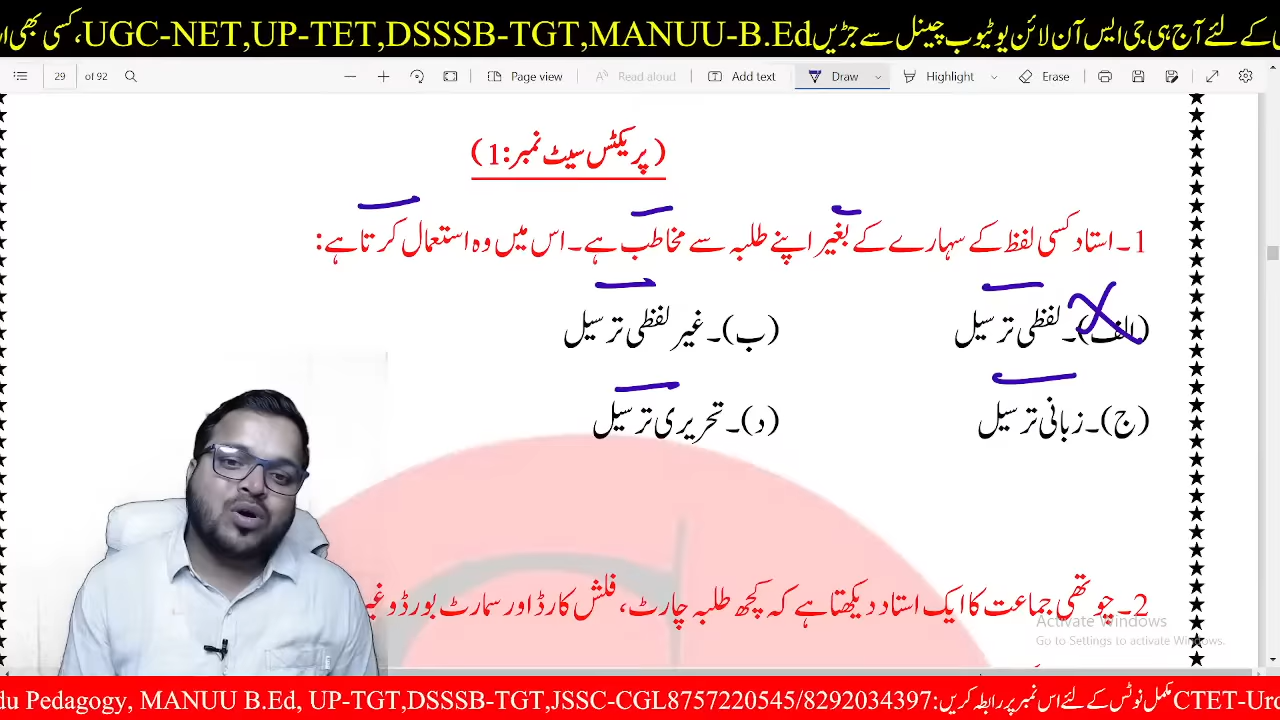 کے لئے آج ہی جی ایس آن لائن یوٹیوب چینل سے جڑیں UGC-NET,UP-TET,DSSSB-TGT,MANUU-B.Ed، کسی بھی
29 of 92 Page view Read aloud Add text Draw Highlight Erase
(پریکٹس سیٹ نمبر:1)
1۔ استاد کسی لفظ کے سہارے کے بغیر اپنے طلبہ سے مخاطب ہے۔ اس میں وہ استعمال کرتا ہے:
(الف)۔ لفظی ترسیل (ب)۔ غیر لفظی ترسیل
(ج)۔ زبانی ترسیل (د)۔ تحریری ترسیل
2۔ چوتھی جماعت کا ایک استاد دیکھتا ہے کہ کچھ طلبہ چارٹ، فلش کارڈ اور سمارٹ بورڈ وغیر
Activate Windows
Go to Settings to activate Windows.
du Pedagogy, MANUU B.Ed, UP-TGT,DSSSB-TGT,JSSC-CGL مکمل نوٹس کے لئے اس نمبر پر رابطہ کریں:8757220545/8292034397 CTET-Urd